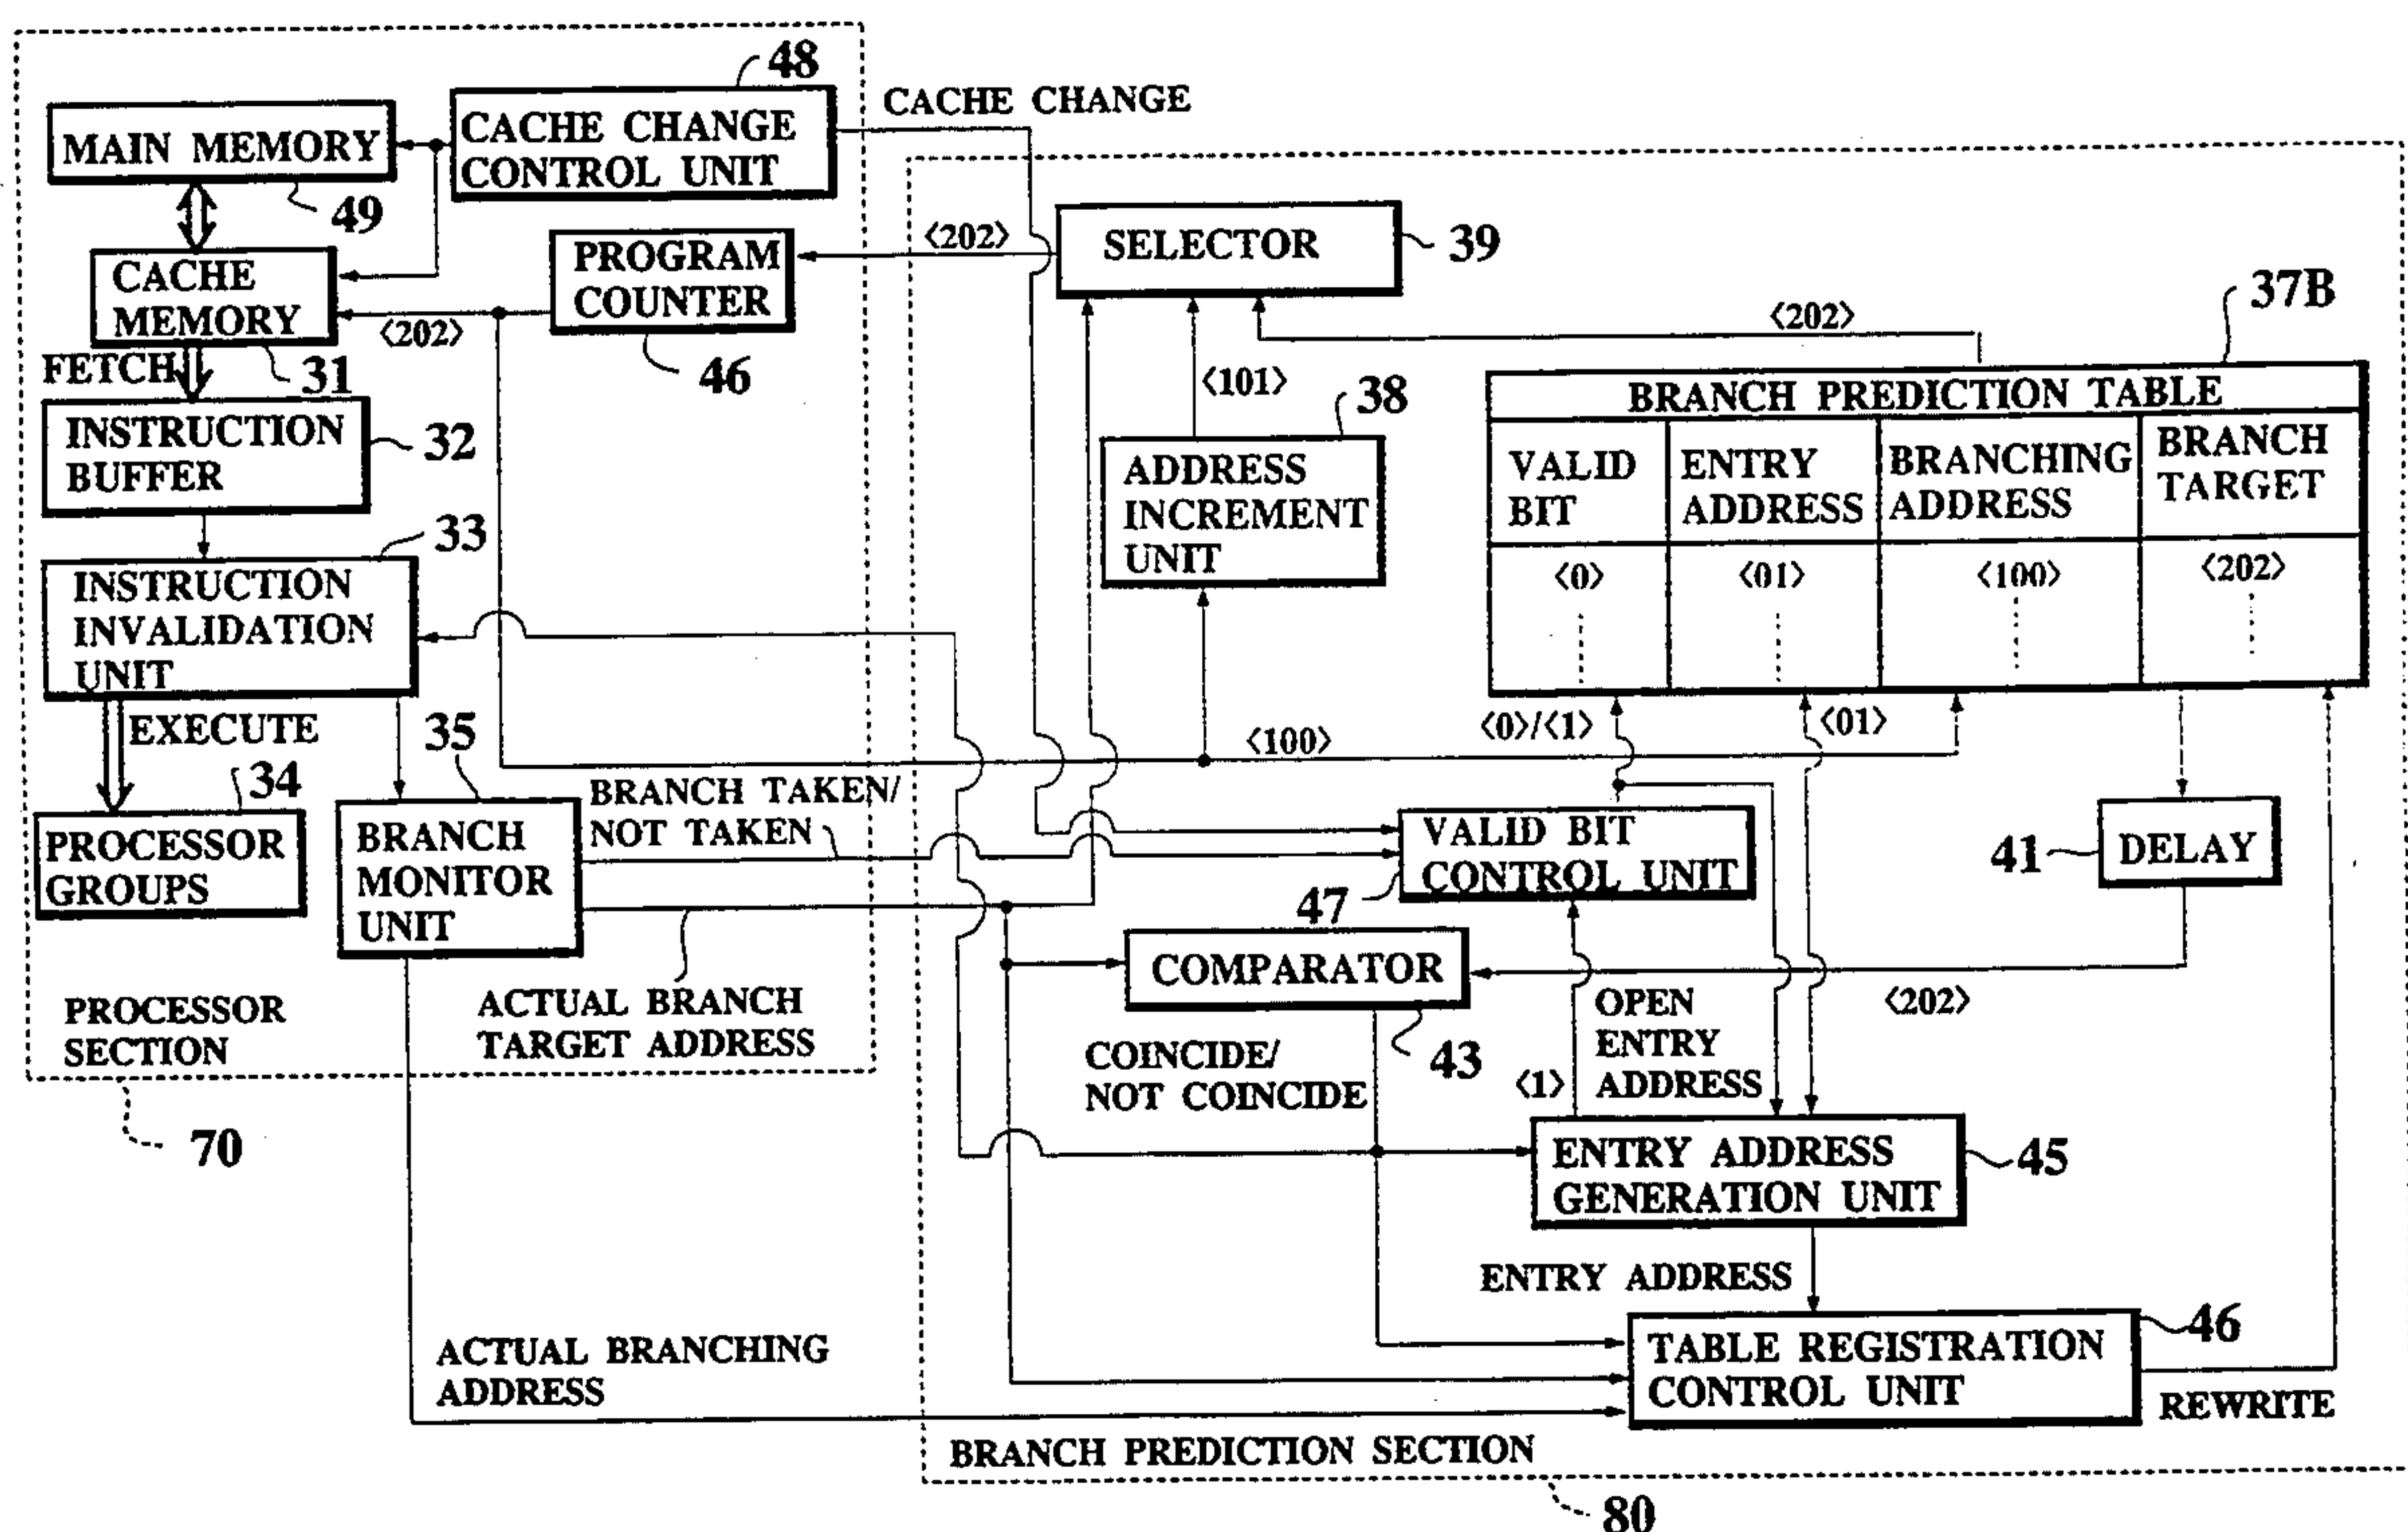 48
CACHE CHANGE
MAIN MEMORY
CACHE CHANGE
CONTROL UNIT
49
CACHE
MEMORY
PROGRAM
COUNTER
<202>
SELECTOR
39
<202>
31
46
FETCH
<202>
37B
<101>
38
INSTRUCTION
BUFFER
32
ADDRESS
INCREMENT
UNIT
BRANCH PREDICTION TABLE
VALID
BIT
ENTRY
ADDRESS
BRANCHING
ADDRESS
BRANCH
TARGET
<0>
<01>
<100>
<202>
33
INSTRUCTION
INVALIDATION
UNIT
EXECUTE
35
<100>
<0>/<1>
<01>
34
PROCESSOR
GROUPS
BRANCH
MONITOR
UNIT
BRANCH TAKEN/
NOT TAKEN
VALID BIT
CONTROL UNIT
47
41
DELAY
COMPARATOR
43
<202>
PROCESSOR
SECTION
ACTUAL BRANCH
TARGET ADDRESS
COINCIDE/
NOT COINCIDE
<1>
OPEN
ENTRY
ADDRESS
70
ENTRY ADDRESS
GENERATION UNIT
45
ENTRY ADDRESS
TABLE REGISTRATION
CONTROL UNIT
46
ACTUAL BRANCHING
ADDRESS
REWRITE
BRANCH PREDICTION SECTION
80